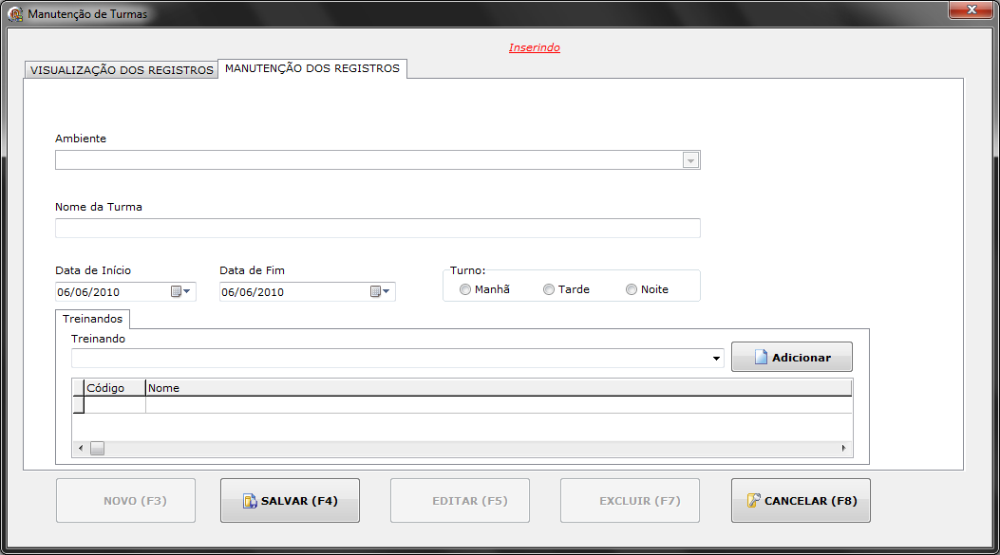 Manutenção de Turmas
Inserindo
VISUALIZAÇÃO DOS REGISTROS MANUTENÇÃO DOS REGISTROS
Ambiente
Nome da Turma
Data de Início Data de Fim Turno:
06/06/2010 06/06/2010 Manhã Tarde Noite
Treinandos
Treinando
Adicionar
Código Nome
NOVO (F3) SALVAR (F4) EDITAR (F5) EXCLUIR (F7) CANCELAR (F8)